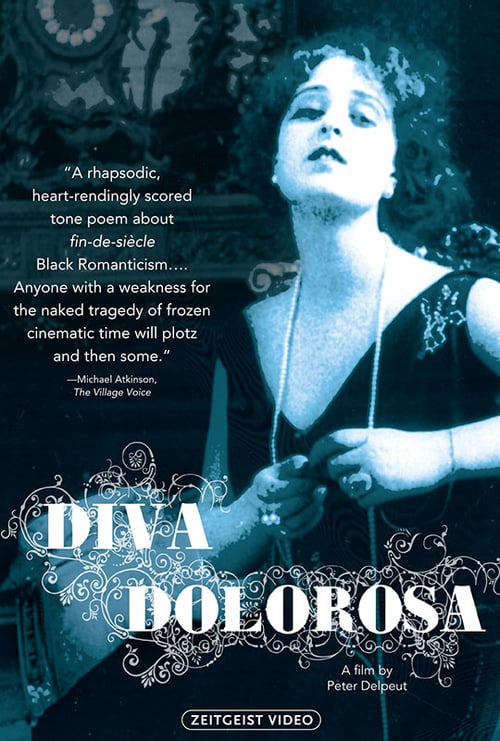 “A rhapsodic,
heart-rendingly scored
tone poem about
fin-de-siècle
Black Romanticism....
Anyone with a weakness for
the naked tragedy of frozen
cinematic time will plotz
and then some.”
—Michael Atkinson,
The Village Voice
DIVA
DOLOROSA
A film by
Peter Delpeut
ZEITGEIST VIDEO